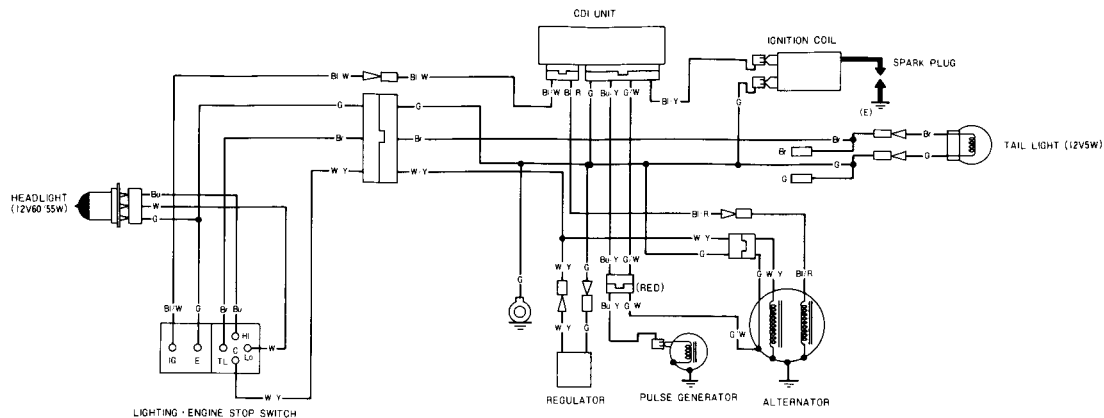 CDI UNIT
IGNITION COIL
SPARK PLUG
(E)
Bl/W
Bl/W
Bl/W Bl/R G Bu/Y G/W
Bl/Y
Bl/Y
G
G
G
Br
Br
Br
Br
Br
TAIL LIGHT (12V5W)
W/Y
W/Y
G
G
G
HEADLIGHT
(12V60/55W)
Bu
W
G
Bl/R
W/Y
G
G
W/Y
G
Bu/Y G/W
(RED)
G W/Y
Bl/R
Bl/W
G
Br
Bu
W/Y
G
Bu/Y G/W
G/W
HI
IG
E
TL
C
Lo
W
W/Y
LIGHTING · ENGINE STOP SWITCH
REGULATOR
PULSE GENERATOR
ALTERNATOR